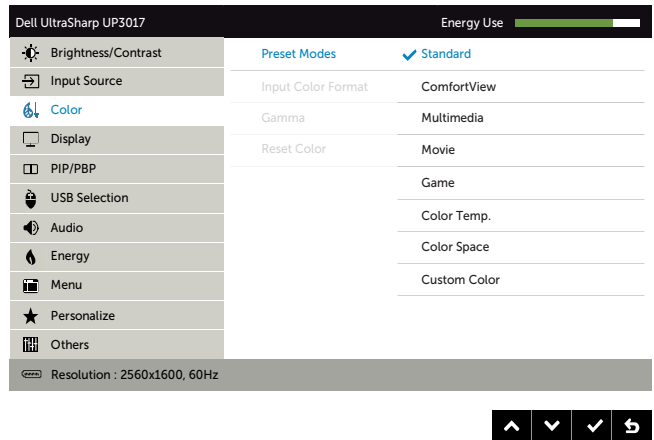 Dell UltraSharp UP3017 Energy Use
Brightness/Contrast Preset Modes Standard
Input Source Input Color Format ComfortView
Color Gamma Multimedia
Display Reset Color Movie
PIP/PBP Game
USB Selection Color Temp.
Audio Color Space
Energy Custom Color
Menu
Personalize
Others
Resolution : 2560x1600, 60Hz